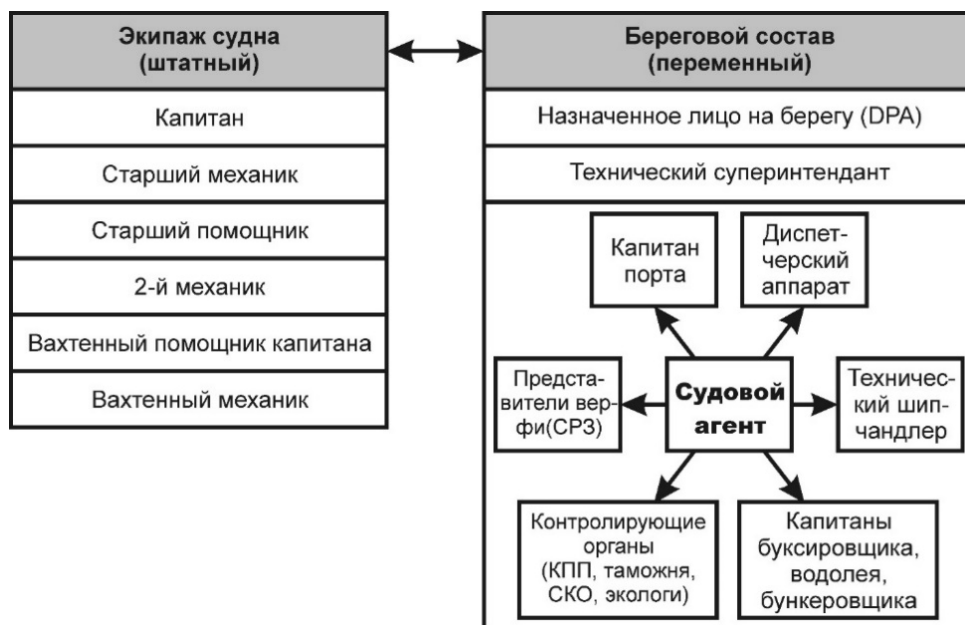 Экипаж судна
(штатный)
Капитан
Старший механик
Старший помощник
2-й механик
Вахтенный помощник капитана
Вахтенный механик
Береговой состав
(переменный)
Назначенное лицо на берегу (DPA)
Технический суперинтендант
Капитан
порта
Диспет-
черский
аппарат
Предста-
вители вер-
фи(СРЗ)
Судовой
агент
Техничес-
кий шип-
чандлер
Контролирующие
органы
(КПП, таможня,
СКО, экологи)
Капитаны
буксировщика,
водолея,
бункеровщика